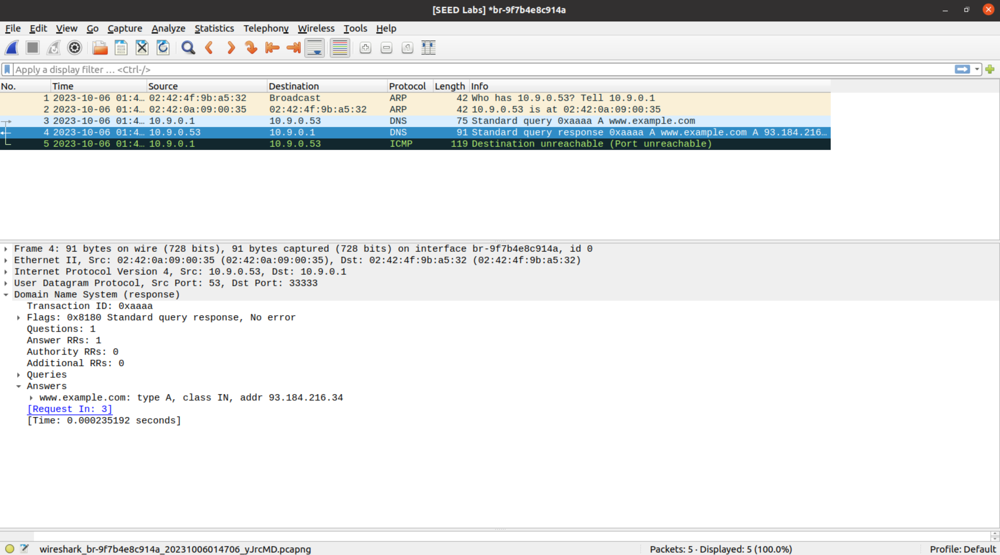 [SEED Labs] *br-9f7b4e8c914a
File Edit View Go Capture Analyze Statistics Telephony Wireless Tools Help
Apply a display filter … <Ctrl-/>
No. Time Source Destination Protocol Length Info
1 2023-10-06 01:4… 02:42:4f:9b:a5:32 Broadcast ARP 42 Who has 10.9.0.53? Tell 10.9.0.1
2 2023-10-06 01:4… 02:42:0a:09:00:35 02:42:4f:9b:a5:32 ARP 42 10.9.0.53 is at 02:42:0a:09:00:35
3 2023-10-06 01:4… 10.9.0.1 10.9.0.53 DNS 75 Standard query 0xaaaa A www.example.com
4 2023-10-06 01:4… 10.9.0.53 10.9.0.1 DNS 91 Standard query response 0xaaaa A www.example.com A 93.184.216…
5 2023-10-06 01:4… 10.9.0.1 10.9.0.53 ICMP 119 Destination unreachable (Port unreachable)
Frame 4: 91 bytes on wire (728 bits), 91 bytes captured (728 bits) on interface br-9f7b4e8c914a, id 0
Ethernet II, Src: 02:42:0a:09:00:35 (02:42:0a:09:00:35), Dst: 02:42:4f:9b:a5:32 (02:42:4f:9b:a5:32)
Internet Protocol Version 4, Src: 10.9.0.53, Dst: 10.9.0.1
User Datagram Protocol, Src Port: 53, Dst Port: 33333
Domain Name System (response)
Transaction ID: 0xaaaa
Flags: 0x8180 Standard query response, No error
Questions: 1
Answer RRs: 1
Authority RRs: 0
Additional RRs: 0
Queries
Answers
www.example.com: type A, class IN, addr 93.184.216.34
[Request In: 3]
[Time: 0.000235192 seconds]
wireshark_br-9f7b4e8c914a_20231006014706_yJrcMD.pcapng Packets: 5 · Displayed: 5 (100.0%) Profile: Default